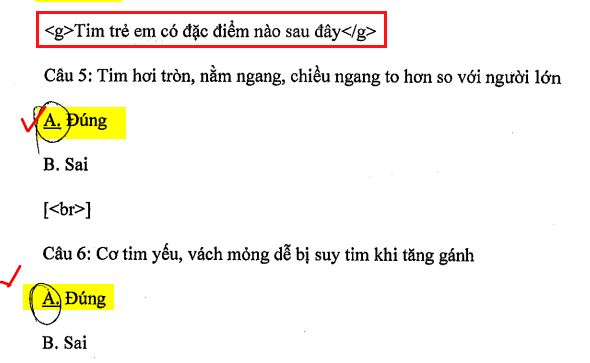 <g>Tim trẻ em có đặc điểm nào sau đây</g>
Câu 5: Tim hơi tròn, nằm ngang, chiều ngang to hơn so với người lớn
A. Đúng
B. Sai
[<br>]
Câu 6: Cơ tim yếu, vách mỏng dễ bị suy tim khi tăng gánh
A. Đúng
B. Sai